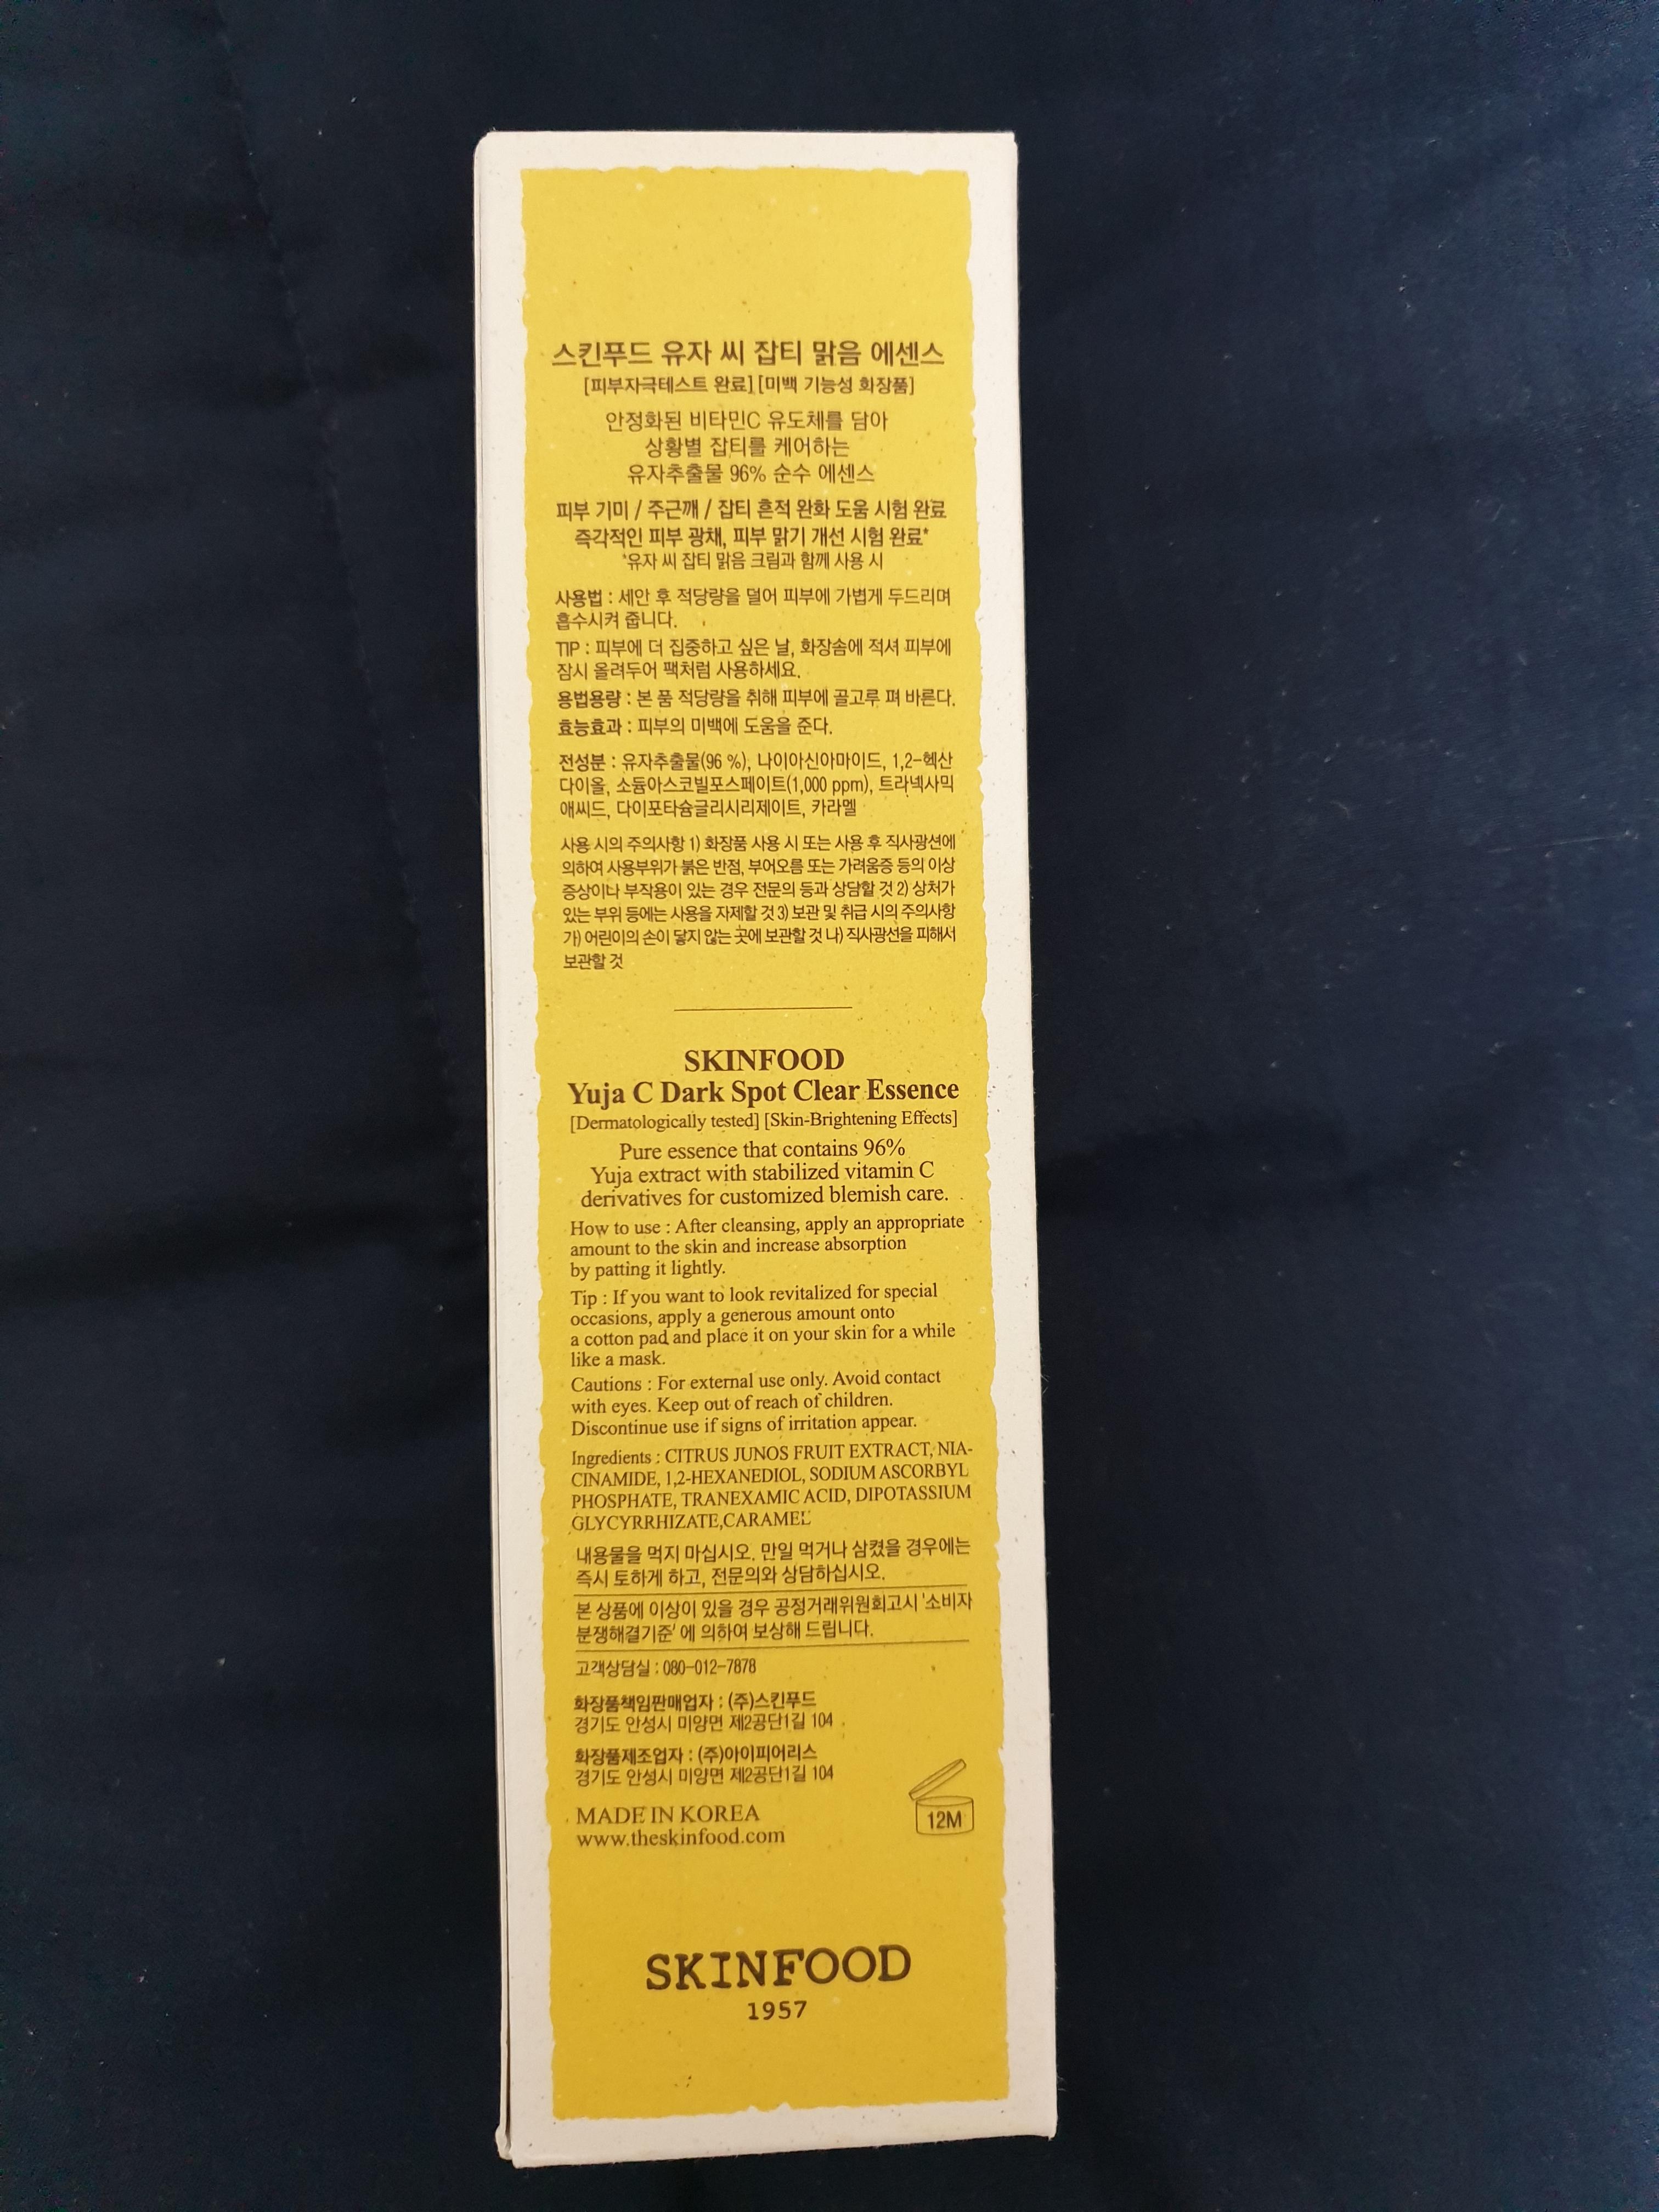 스킨푸드 유자 씨 잡티 맑음 에센스
[피부자극테스트 완료] [미백 기능성 화장품]
안정화된 비타민C 유도체를 담아
상황별 잡티를 케어하는
유자추출물 96% 순수 에센스
피부 기미 / 주근깨 / 잡티 흔적 완화 도움 시험 완료
즉각적인 피부 광채, 피부 맑기 개선 시험 완료*
*유자 씨 잡티 맑음 크림과 함께 사용 시
사용법 : 세안 후 적당량을 덜어 피부에 가볍게 두드리며
흡수시켜 줍니다.
TIP : 피부에 더 집중하고 싶은 날, 화장솜에 적셔 피부에
잠시 올려두어 팩처럼 사용하세요.
용법용량 : 본 품 적당량을 취해 피부에 골고루 펴 바른다.
효능효과 : 피부의 미백에 도움을 준다.
전성분 : 유자추출물(96 %), 나이아신아마이드, 1,2-헥산
다이올, 소듐아스코빌포스페이트(1,000 ppm), 트라넥사믹
애씨드, 다이포타슘글리시리제이트, 카라멜
사용 시의 주의사항 1) 화장품 사용 시 또는 사용 후 직사광선에
의하여 사용부위가 붉은 반점, 부어오름 또는 가려움증 등의 이상
증상이나 부작용이 있는 경우 전문의 등과 상담할 것 2) 상처가
있는 부위 등에는 사용을 자제할 것 3) 보관 및 취급 시의 주의사항
가) 어린이의 손이 닿지 않는 곳에 보관할 것 나) 직사광선을 피해서
보관할 것
SKINFOOD
Yuja C Dark Spot Clear Essence
[Dermatologically tested] [Skin-Brightening Effects]
Pure essence that contains 96%
Yuja extract with stabilized vitamin C
derivatives for customized blemish care.
How to use : After cleansing, apply an appropriate
amount to the skin and increase absorption
by patting it lightly.
Tip : If you want to look revitalized for special
occasions, apply a generous amount onto
a cotton pad and place it on your skin for a while
like a mask.
Cautions : For external use only. Avoid contact
with eyes. Keep out of reach of children.
Discontinue use if signs of irritation appear.
Ingredients : CITRUS JUNOS FRUIT EXTRACT, NIA-
CINAMIDE, 1,2-HEXANEDIOL, SODIUM ASCORBYL
PHOSPHATE, TRANEXAMIC ACID, DIPOTASSIUM
GLYCYRRHIZATE,CARAMEL
내용물을 먹지 마십시오. 만일 먹거나 삼켰을 경우에는
즉시 토하게 하고, 전문의와 상담하십시오.
본 상품에 이상이 있을 경우 공정거래위원회고시 '소비자
분쟁해결기준' 에 의하여 보상해 드립니다.
고객상담실 : 080-012-7878
화장품책임판매업자 : (주)스킨푸드
경기도 안성시 미양면 제2공단1길 104
화장품제조업자 : (주)아이피어리스
경기도 안성시 미양면 제2공단1길 104
MADE IN KOREA
www.theskinfood.com
12M
SKINFOOD
1957